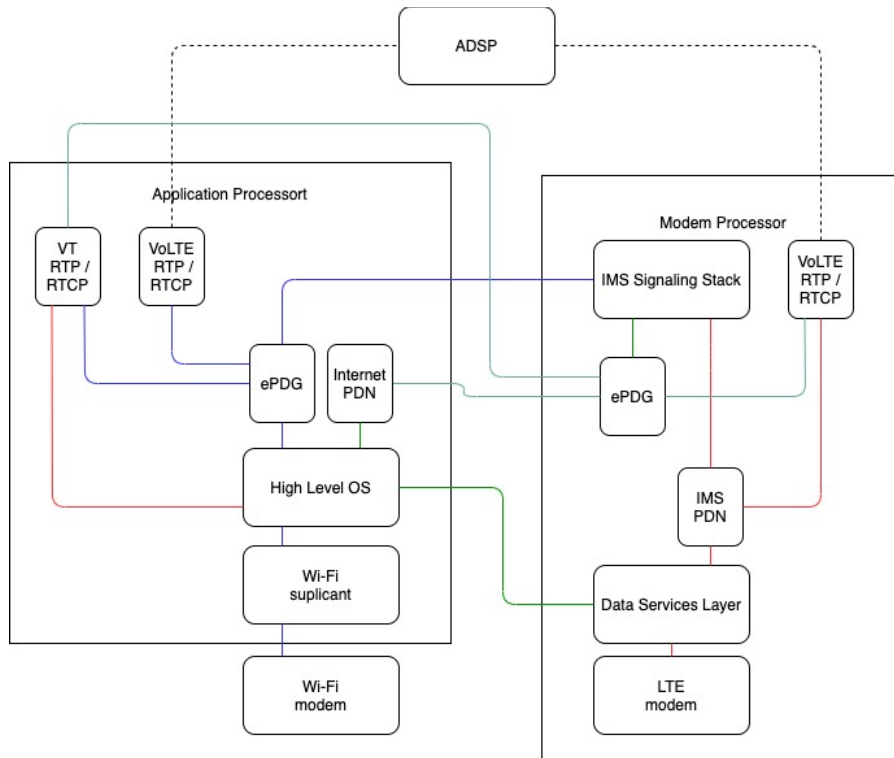 ADSP
Application Processort
Modem Processor
VT
RTP /
RTCP
VoLTE
RTP /
RTCP
IMS Signaling Stack
VoLTE
RTP /
RTCP
ePDG
Internet
PDN
ePDG
High Level OS
IMS
PDN
Wi-Fi
suplicant
Data Services Layer
Wi-Fi
modem
LTE
modem